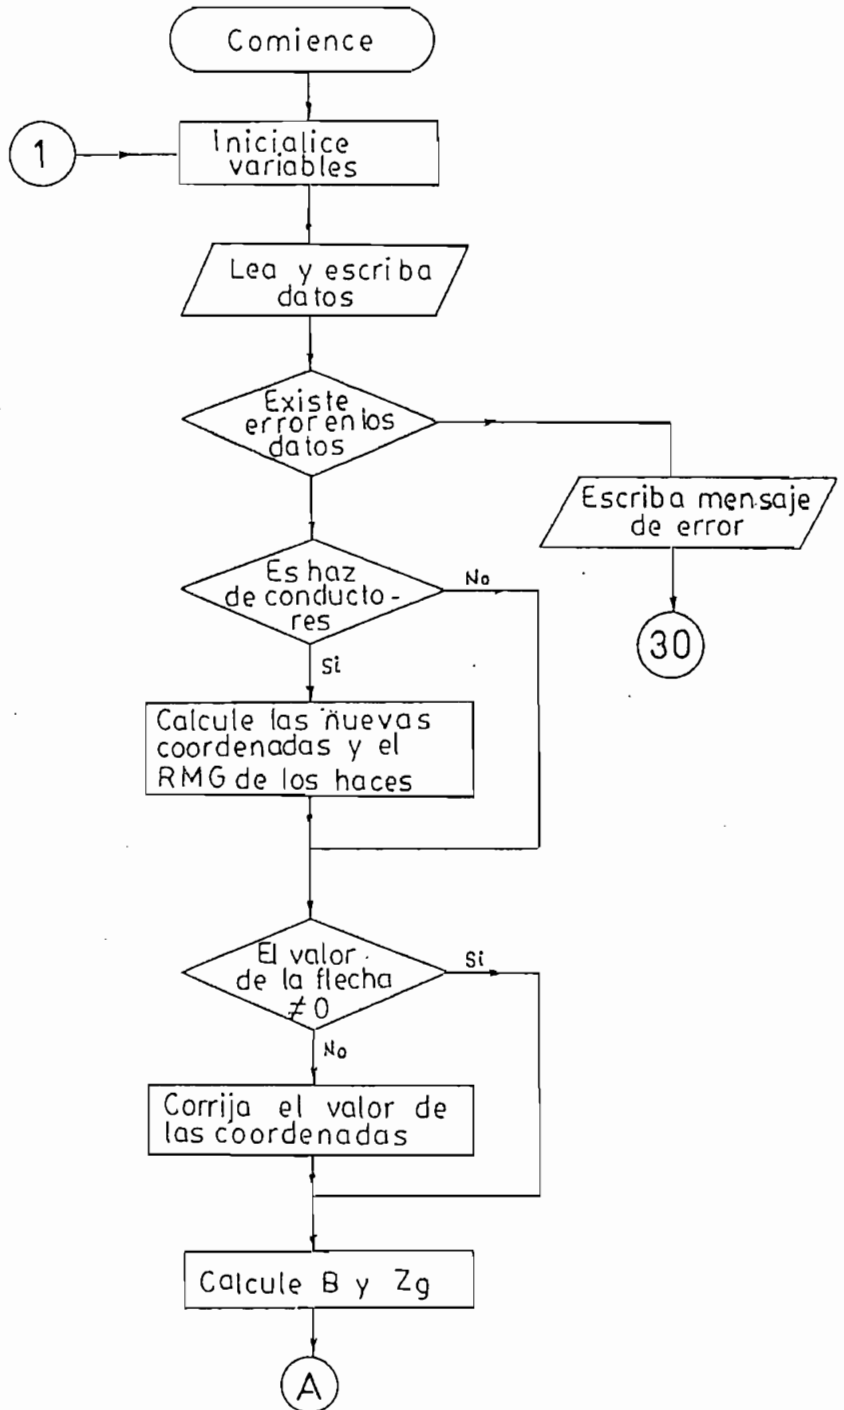 Comience
1
Inicialice
variables
Lea y escriba
datos
Existe
error en los
datos
Escriba mensaje
de error
30
Es haz
de conducto-
res
No
Si
Calcule las nuevas
coordenadas y el
RMG de los haces
El valor
de la flecha
≠ 0
Si
No
Corrija el valor de
las coordenadas
Calcule B y Zg
A